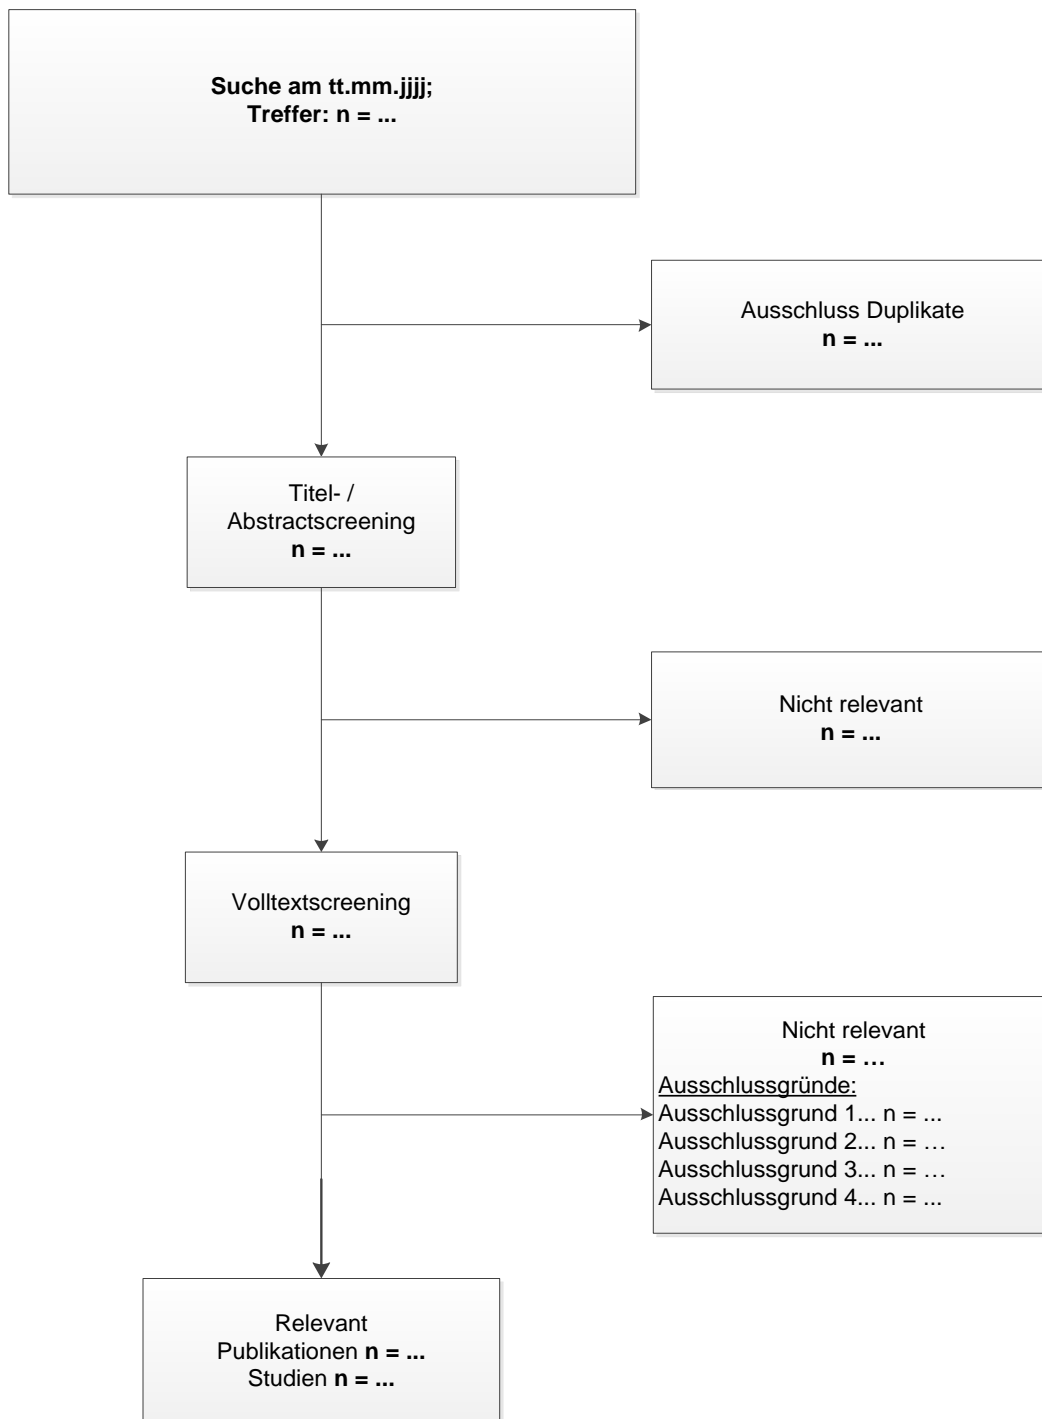 Suche am tt.mm.jjjj;
Treffer: n = ...
Ausschluss Duplikate
n = ...
Titel- /
Abstractscreening
n = ...
Nicht relevant
n = ...
Volltextscreening
n = ...
Nicht relevant
n = ...
Ausschlussgründe:
Ausschlussgrund 1... n = ...
Ausschlussgrund 2... n = ...
Ausschlussgrund 3... n = ...
Ausschlussgrund 4... n = ...
Relevant
Publikationen n = ...
Studien n = ...